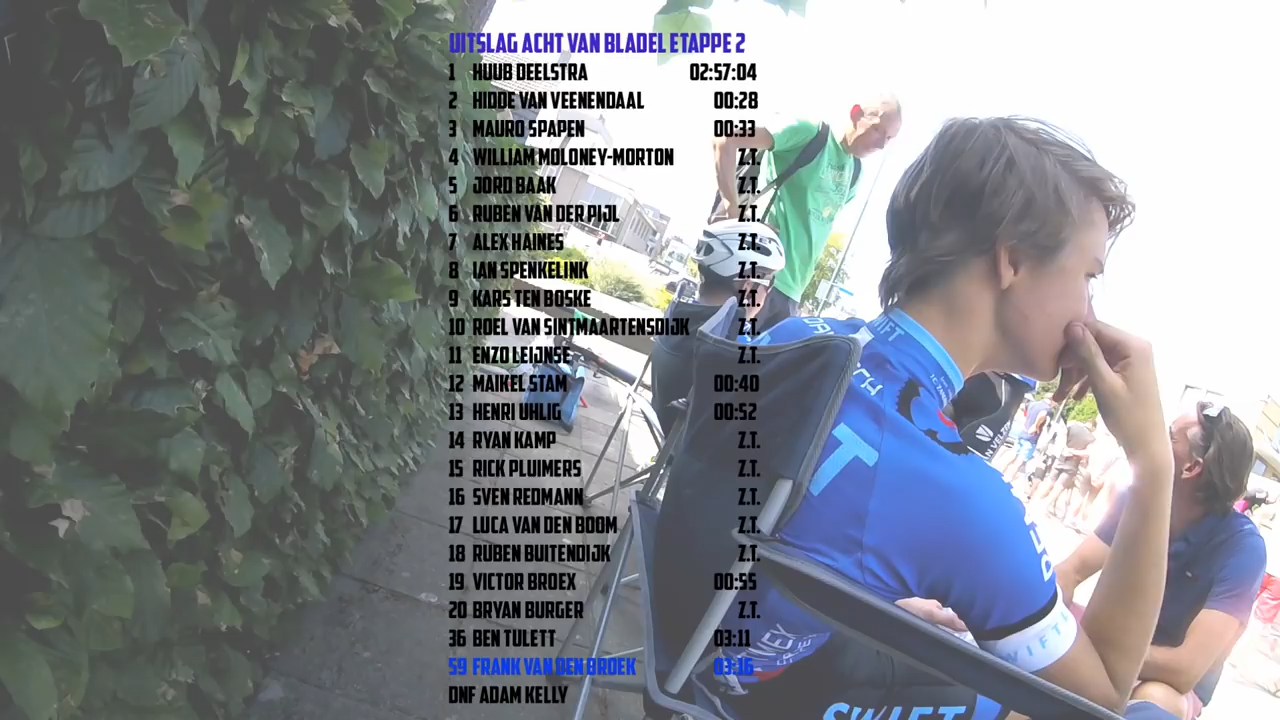 UITSLAG ACHT VAN BLADEL ETAPPE 2
1 HUUB DEELSTRA 02:57:04
2 HIDDE VAN VEENENDAAL 00:28
3 MAURO SPAPEN 00:33
4 WILLIAM MOLONEY-MORTON Z.T.
5 JORD BAAK Z.T.
6 RUBEN VAN DER PIJL Z.T.
7 ALEX HAINES Z.T.
8 IAN SPENKELINK Z.T.
9 KARS TEN BOSKE Z.T.
10 ROEL VAN SINTMAARTENSDIJK Z.T.
11 ENZO LEIJNSE Z.T.
12 MAIKEL STAM 00:40
13 HENRI UHLIG 00:52
14 RYAN KAMP Z.T.
15 RICK PLUIMERS Z.T.
16 SVEN REDMANN Z.T.
17 LUCA VAN DEN BOOM Z.T.
18 RUBEN BUITENDIJK Z.T.
19 VICTOR BROEX 00:55
20 BRYAN BURGER Z.T.
36 BEN TULETT 03:11
59 FRANK VAN DEN BROEK 03:16
DNF ADAM KELLY
SWIFT
SWIFT